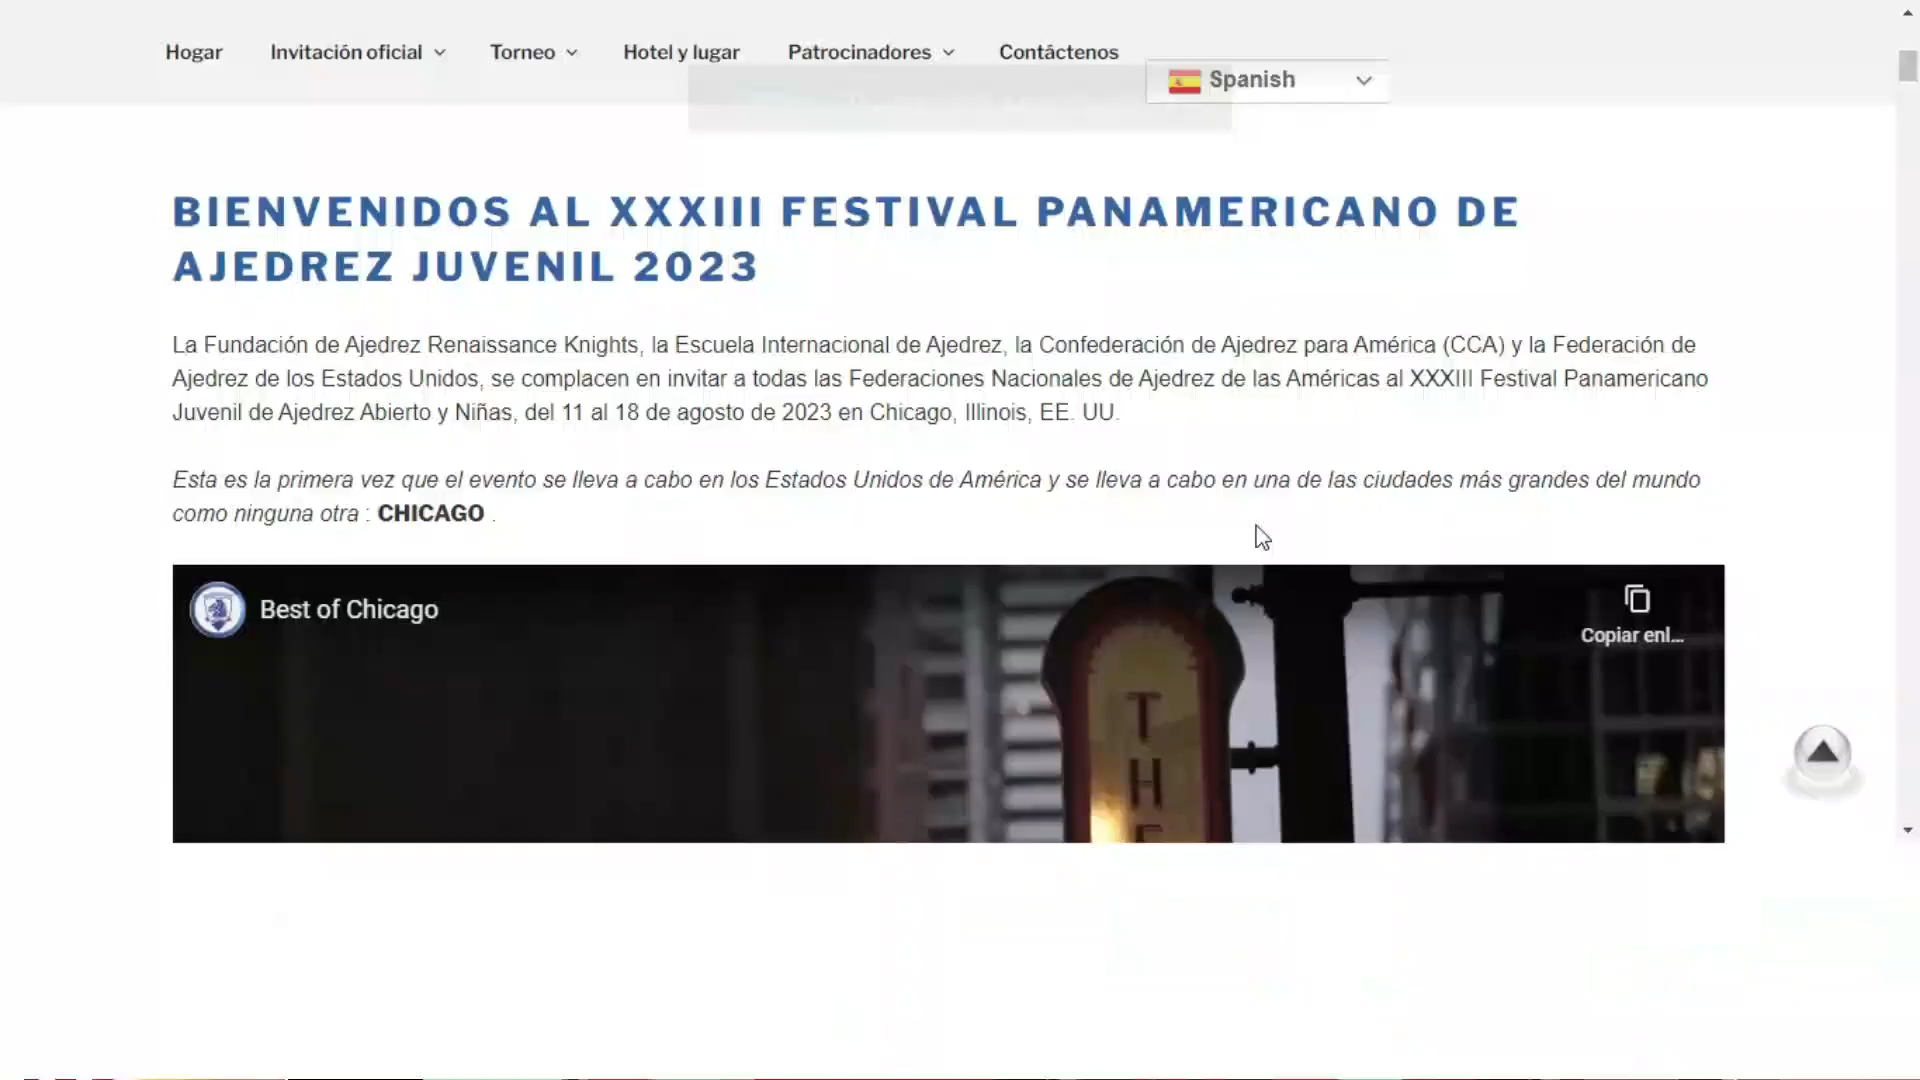 Hogar Invitación oficial Torneo Hotel y lugar Patrocinadores Contáctenos
Spanish
BIENVENIDOS AL XXXIII FESTIVAL PANAMERICANO DE
AJEDREZ JUVENIL 2023
La Fundación de Ajedrez Renaissance Knights, la Escuela Internacional de Ajedrez, la Confederación de Ajedrez para América (CCA) y la Federación de
Ajedrez de los Estados Unidos, se complacen en invitar a todas las Federaciones Nacionales de Ajedrez de las Américas al XXXIII Festival Panamericano
Juvenil de Ajedrez Abierto y Niñas, del 11 al 18 de agosto de 2023 en Chicago, Illinois, EE. UU.
Esta es la primera vez que el evento se lleva a cabo en los Estados Unidos de América y se lleva a cabo en una de las ciudades más grandes del mundo
como ninguna otra : CHICAGO .
Best of Chicago
Copiar enl...
THE